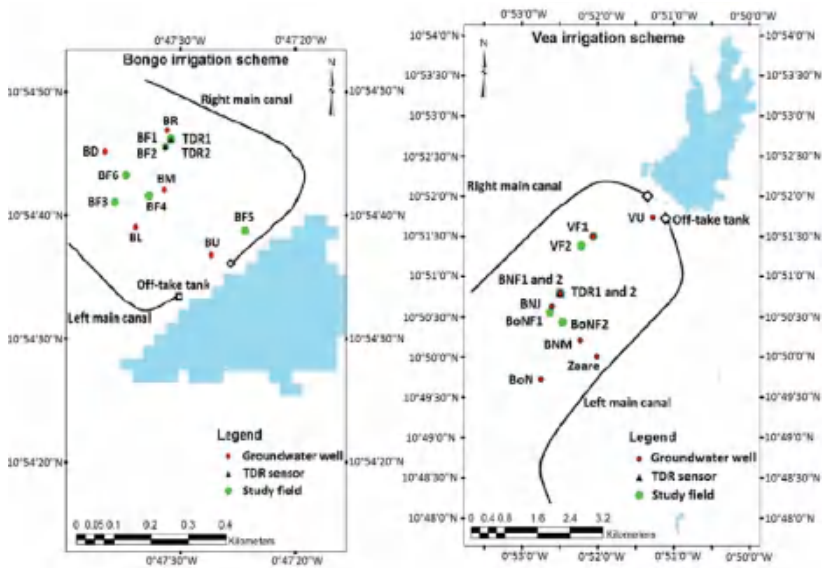 Bongo irrigation scheme
0°47'30"W 0°47'20"W
10°54'50"N
10°54'40"N
10°54'30"N
10°54'20"N
N
Right main canal
BR
BF1 TDR1
BF2 TDR2
BD
BF6
BM
BF3
BF4
BF5
BL
BU
Off-take tank
Left main canal
10°54'50"N
10°54'40"N
10°54'30"N
10°54'20"N
Legend
Groundwater well
TDR sensor
Study field
0 0.05 0.1 0.2 0.3 0.4
Kilometers
0°47'30"W 0°47'20"W
Vea irrigation scheme
0°53'0"W 0°52'0"W 0°51'0"W 0°50'0"W
10°54'0"N
10°53'30"N
10°53'0"N
10°52'30"N
10°52'0"N
10°51'30"N
10°51'0"N
10°50'30"N
10°50'0"N
10°49'30"N
10°49'0"N
10°48'30"N
10°48'0"N
N
Right main canal
VU Off-take tank
VF1
VF2
BNF1 and 2 TDR1 and 2
BNJ
BoNF1 BoNF2
BNM
Zaare
BoN
Left main canal
10°54'0"N
10°53'30"N
10°53'0"N
10°52'30"N
10°52'0"N
10°51'30"N
10°51'0"N
10°50'30"N
10°50'0"N
10°49'30"N
10°49'0"N
10°48'30"N
10°48'0"N
Legend
Groundwater well
TDR sensor
Study field
0 0.4 0.8 1.6 2.4 3.2
Kilometers
0°53'0"W 0°52'0"W 0°51'0"W 0°50'0"W